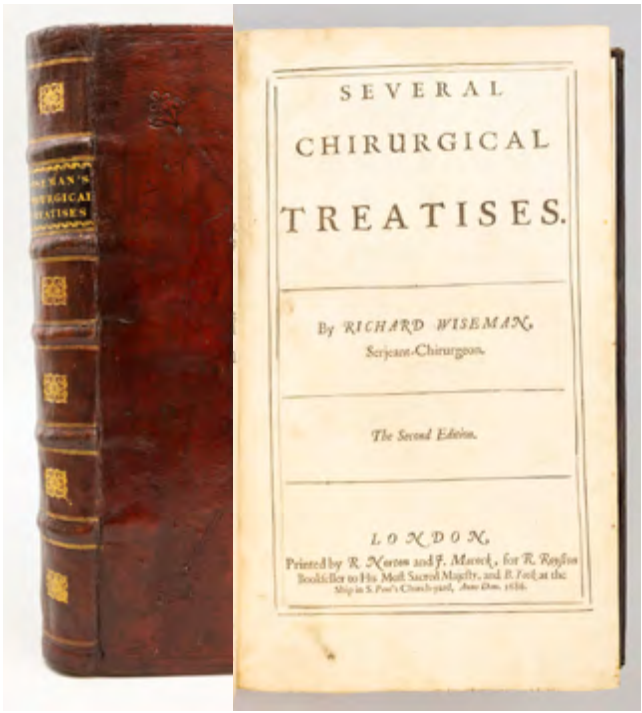 MAN'S
CHIRURGICAL
TREATISES
SEVERAL
CHIRURGICAL
TREATISES.
By RICHARD WISEMAN,
Serjeant-Chirurgeon.
The Second Edition.
LONDON,
Printed by R. Norton and J. Macock, for R. Royston
Bookseller to His Most Sacred Majesty, and B. Took at the
Ship in S. Paul's Church-yard, Anno Dom. 1686.